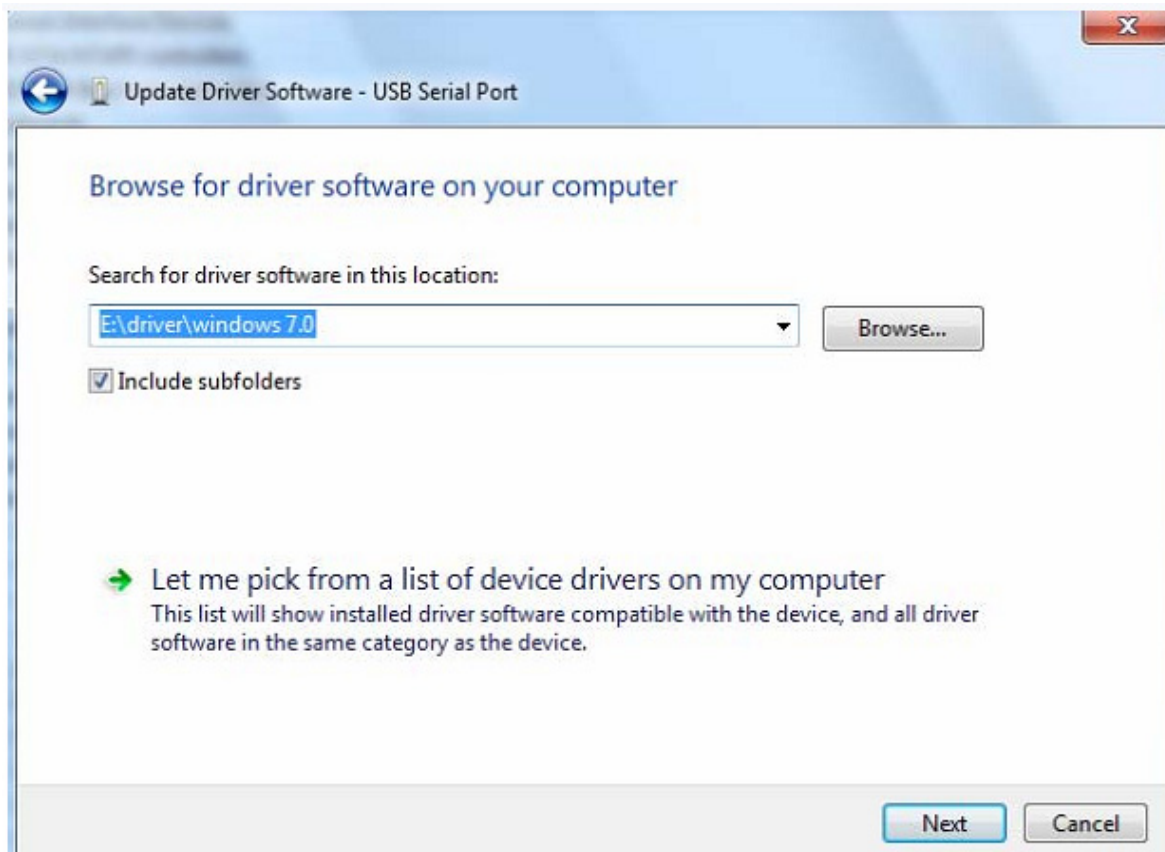 Update Driver Software - USB Serial Port
Browse for driver software on your computer
Search for driver software in this location:
E:\driver\windows 7.0
Browse...
Include subfolders
Let me pick from a list of device drivers on my computer
This list will show installed driver software compatible with the device, and all driver
software in the same category as the device.
Next
Cancel